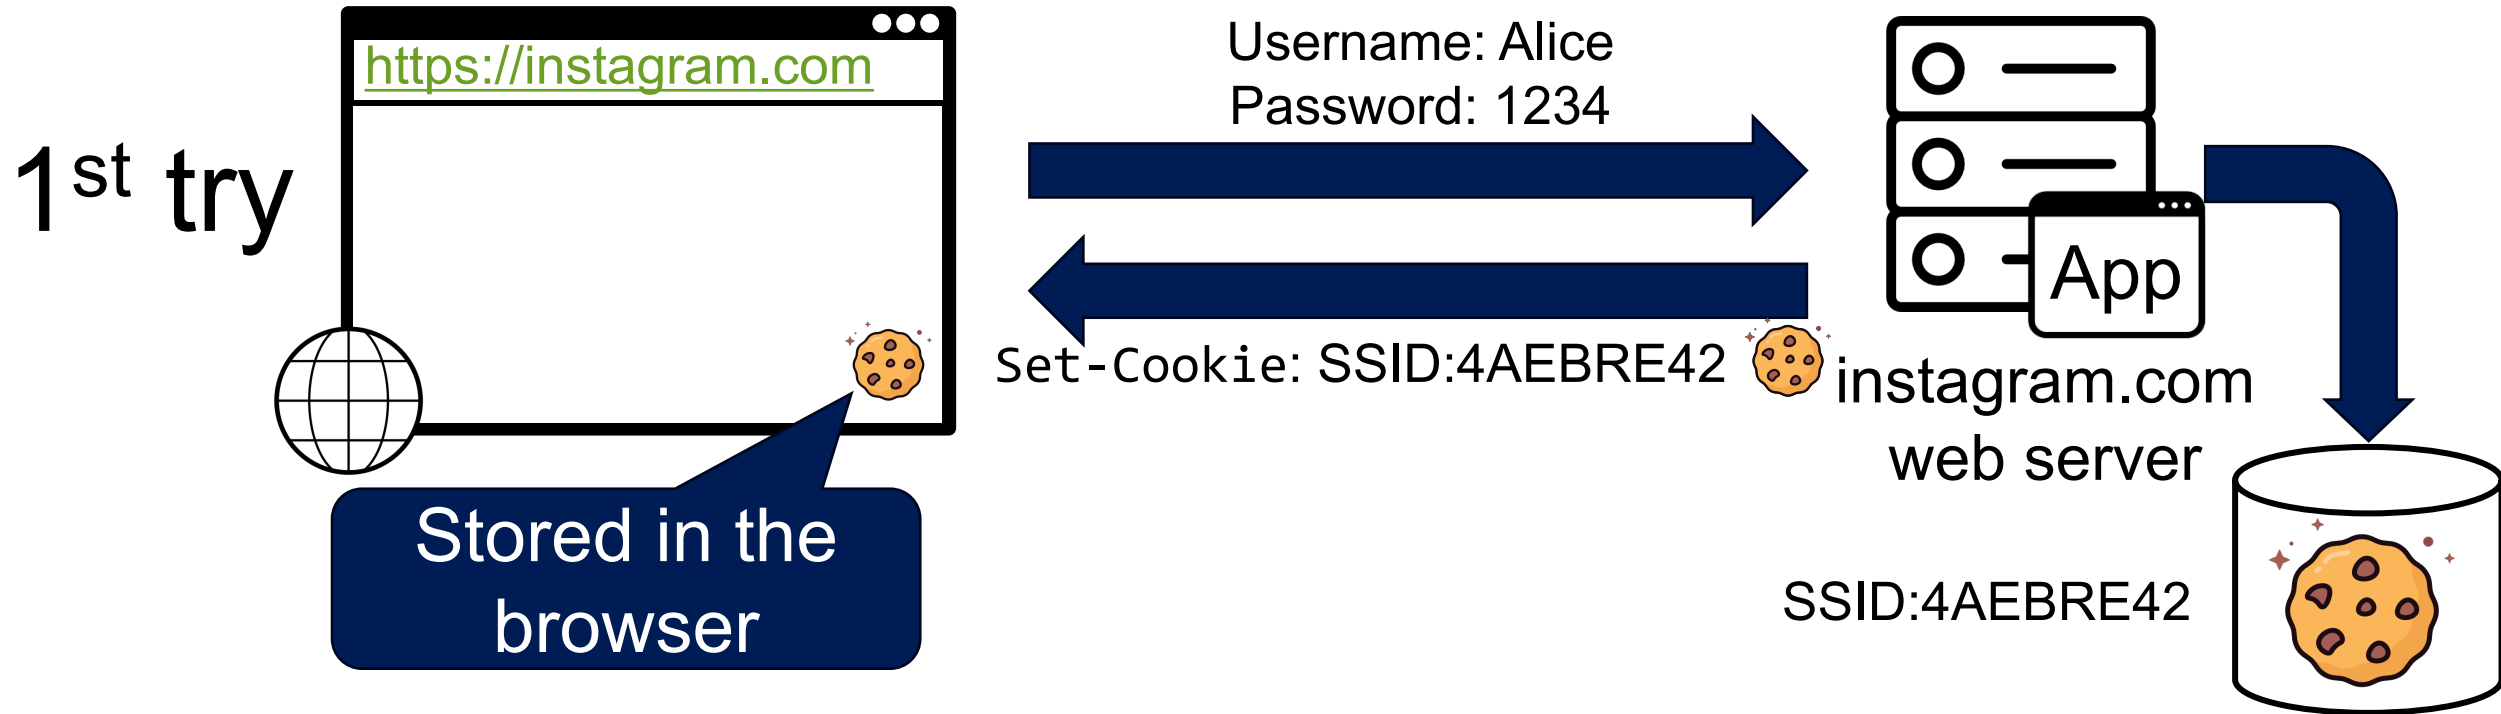 1st try
https://instagram.com
Username: Alice
Password: 1234
Set-Cookie: SSID:4AEBRE42
App
instagram.com
web server
Stored in the
browser
SSID:4AEBRE42